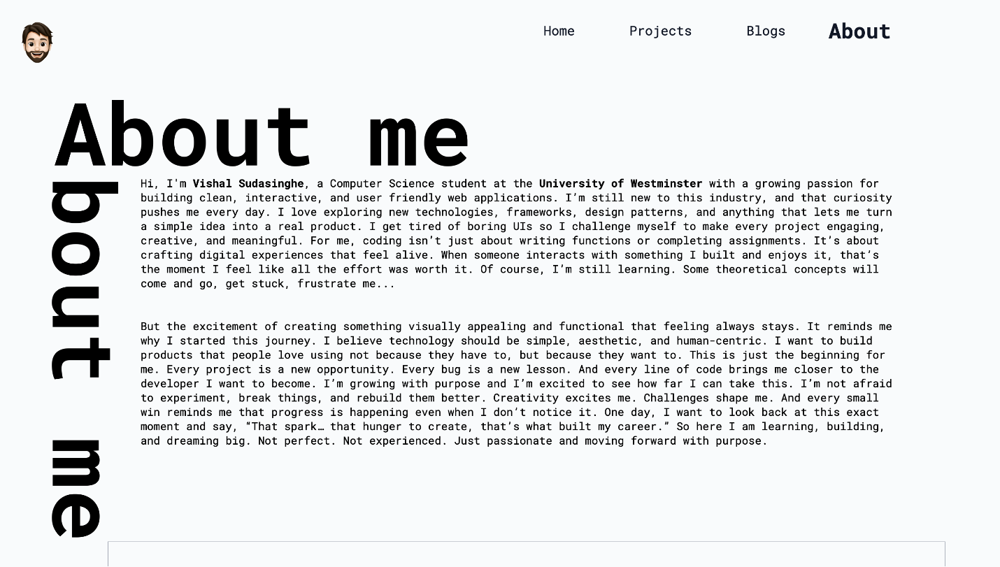 Home Projects Blogs About
About me
bout me
Hi, I'm Vishal Sudasinghe, a Computer Science student at the University of Westminster with a growing passion for
building clean, interactive, and user friendly web applications. I’m still new to this industry, and that curiosity
pushes me every day. I love exploring new technologies, frameworks, design patterns, and anything that lets me turn
a simple idea into a real product. I get tired of boring UIs so I challenge myself to make every project engaging,
creative, and meaningful. For me, coding isn’t just about writing functions or completing assignments. It’s about
crafting digital experiences that feel alive. When someone interacts with something I built and enjoys it, that’s
the moment I feel like all the effort was worth it. Of course, I’m still learning. Some theoretical concepts will
come and go, get stuck, frustrate me...
But the excitement of creating something visually appealing and functional that feeling always stays. It reminds me
why I started this journey. I believe technology should be simple, aesthetic, and human-centric. I want to build
products that people love using not because they have to, but because they want to. This is just the beginning for
me. Every project is a new opportunity. Every bug is a new lesson. And every line of code brings me closer to the
developer I want to become. I’m growing with purpose and I’m excited to see how far I can take this. I’m not afraid
to experiment, break things, and rebuild them better. Creativity excites me. Challenges shape me. And every small
win reminds me that progress is happening even when I don’t notice it. One day, I want to look back at this exact
moment and say, “That spark… that hunger to create, that’s what built my career.” So here I am learning, building,
and dreaming big. Not perfect. Not experienced. Just passionate and moving forward with purpose.